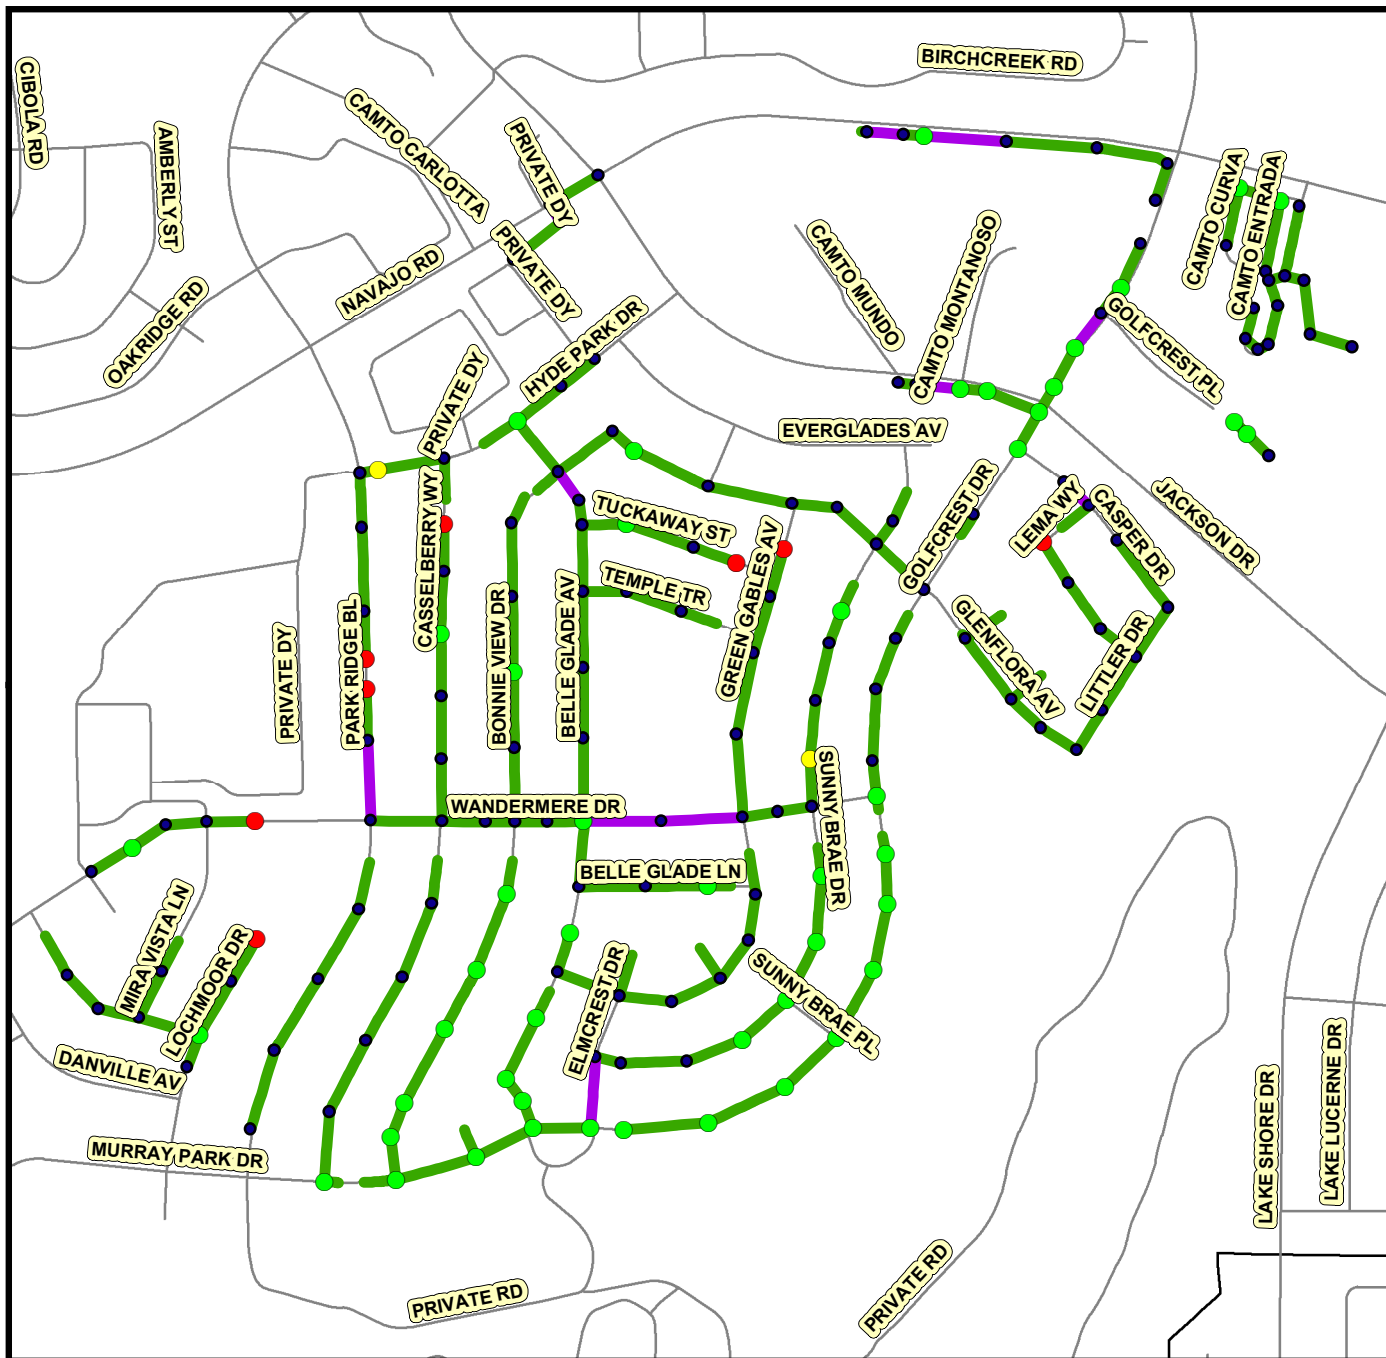 BIRCHCREEK RD
CIBOLA RD
AMBERLY ST
CAMTO CARLOTTA
PRIVATE DY
CAMTO CURVA
CAMTO ENTRADA
PRIVATE DY
CAMTO MUNDO
CAMTO MONTANOSO
NAVAJO RD
OAKRIDGE RD
HYDE PARK DR
GOLFCREST PL
PRIVATE DY
EVERGLADES AV
CASSELBERRY WY
TUCKAWAY ST
GOLFCREST DR
LEMA WY
CASPER DR
JACKSON DR
TEMPLE TR
GREEN GABLES AV
BELLE GLADE AV
BONNIE VIEW DR
PARK RIDGE BL
PRIVATE DY
GLENFLORA AV
LITTLER DR
WANDERMERE DR
SUNNY BRAE DR
BELLE GLADE LN
MIRA VISTA LN
LOCHMOOR DR
ELMCREST DR
SUNNY BRAE PL
DANVILLE AV
MURRAY PARK DR
LAKE SHORE DR
LAKE LUCERNE DR
PRIVATE RD
PRIVATE RD